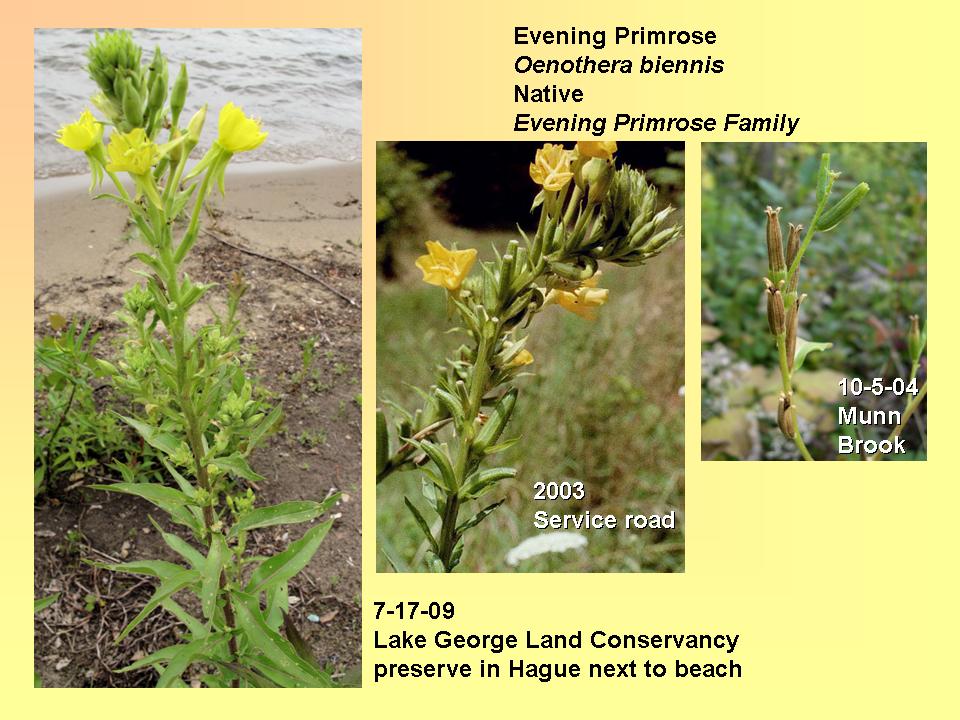 Evening Primrose
Oenothera biennis
Native
Evening Primrose Family
10-5-04
Munn
Brook
2003
Service road
7-17-09
Lake George Land Conservancy
preserve in Hague next to beach